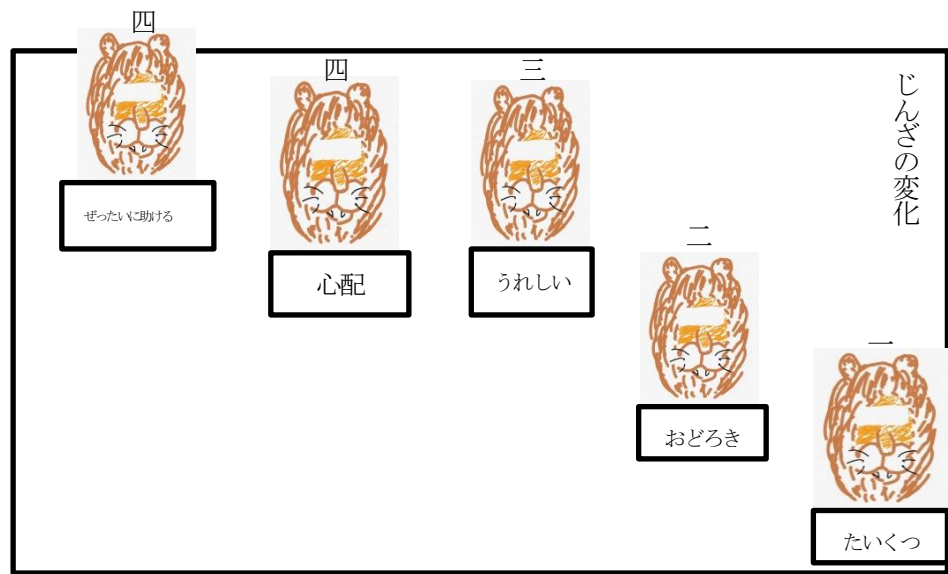 じんざの変化
一
たいくつ
二
おどろき
三
うれしい
四
心配
四
ぜったいに助ける